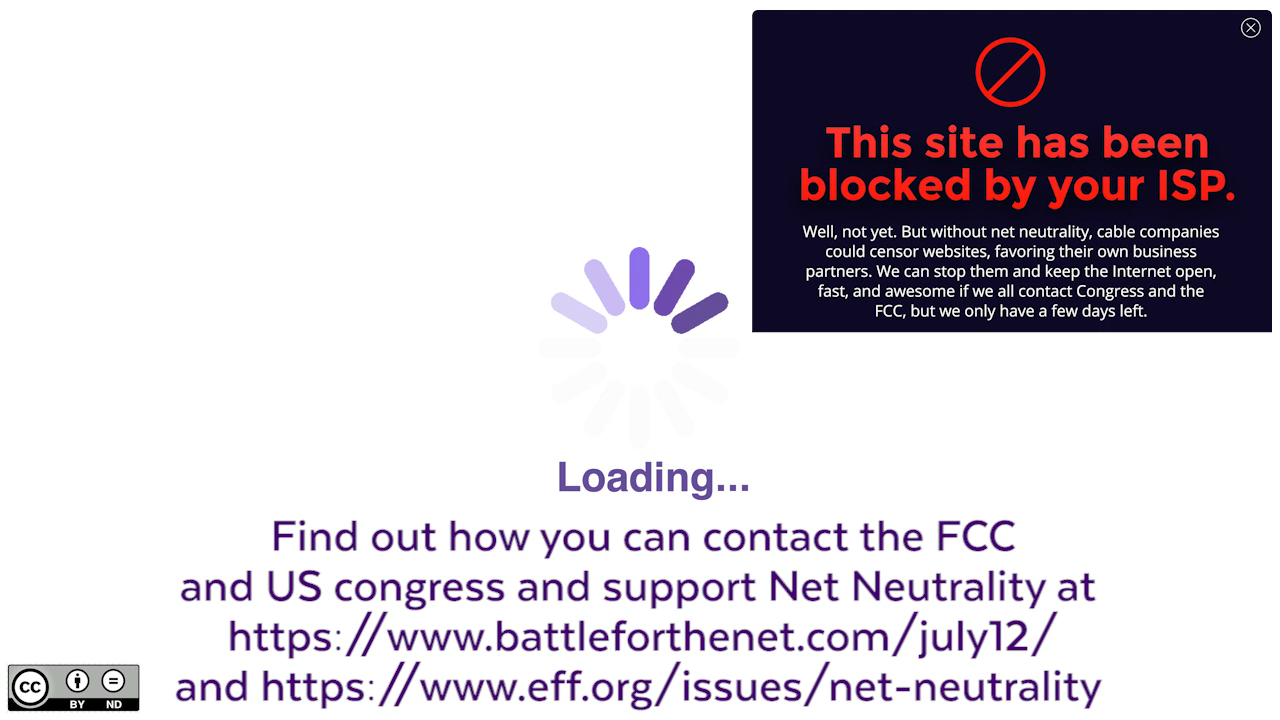 This site has been
blocked by your ISP.
Well, not yet. But without net neutrality, cable companies
could censor websites, favoring their own business
partners. We can stop them and keep the Internet open,
fast, and awesome if we all contact Congress and the
FCC, but we only have a few days left.
Loading...
Find out how you can contact the FCC
and US congress and support Net Neutrality at
https://www.battleforthenet.com/july12/
and https://www.eff.org/issues/net-neutrality
cc
BY ND